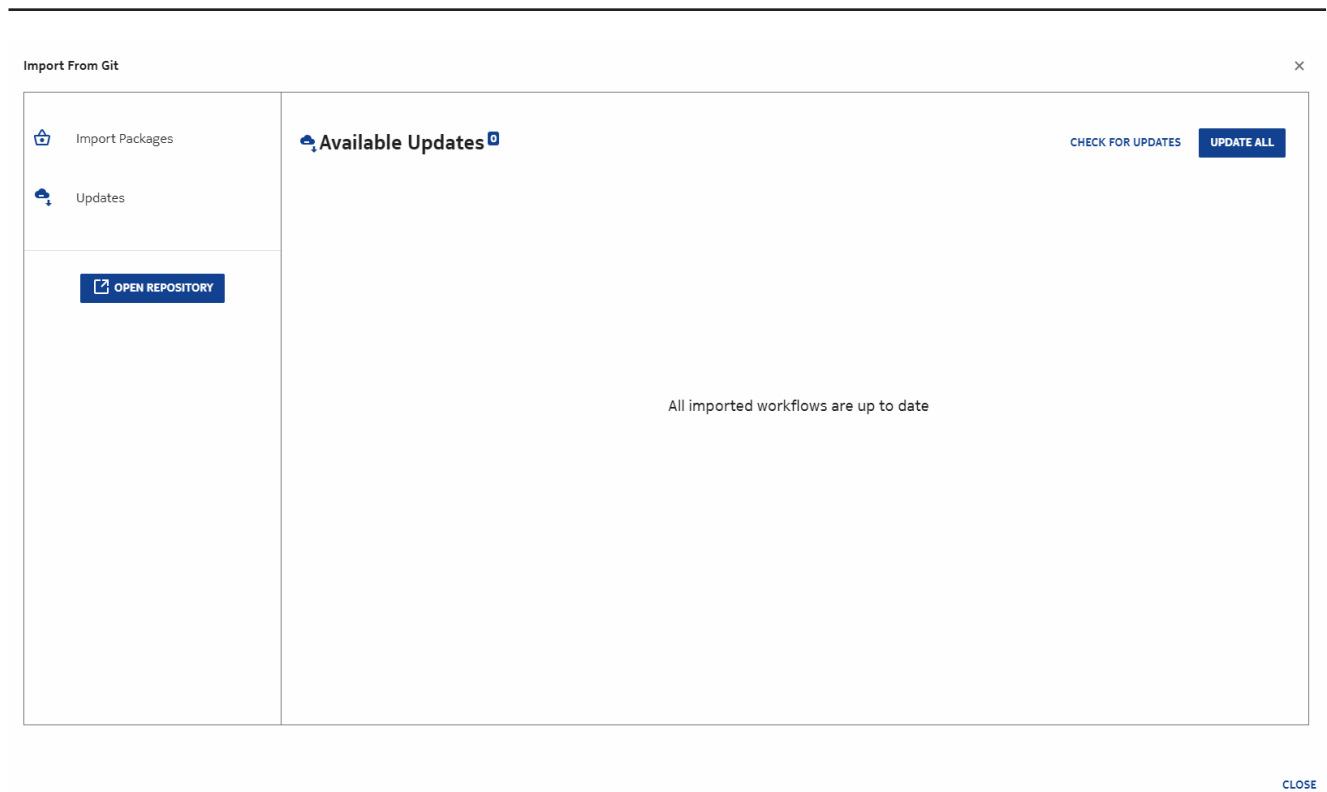 Import From Git
Import Packages
Updates
OPEN REPOSITORY
Available Updates 0
CHECK FOR UPDATES
UPDATE ALL
All imported workflows are up to date
CLOSE